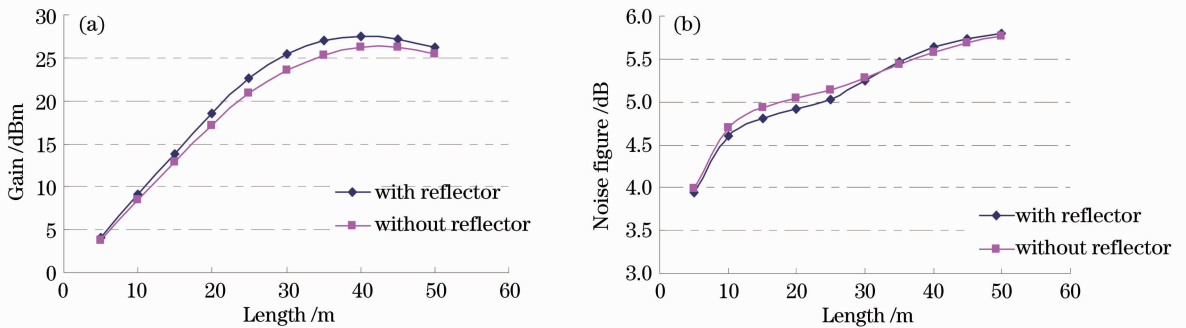 (a)
Gain /dBm
30
25
20
15
10
5
0
with reflector
without reflector
0 10 20 30 40 50 60
Length /m
(b)
Noise figure /dB
6.0
5.5
5.0
4.5
4.0
3.5
3.0
with reflector
without reflector
0 10 20 30 40 50 60
Length /m